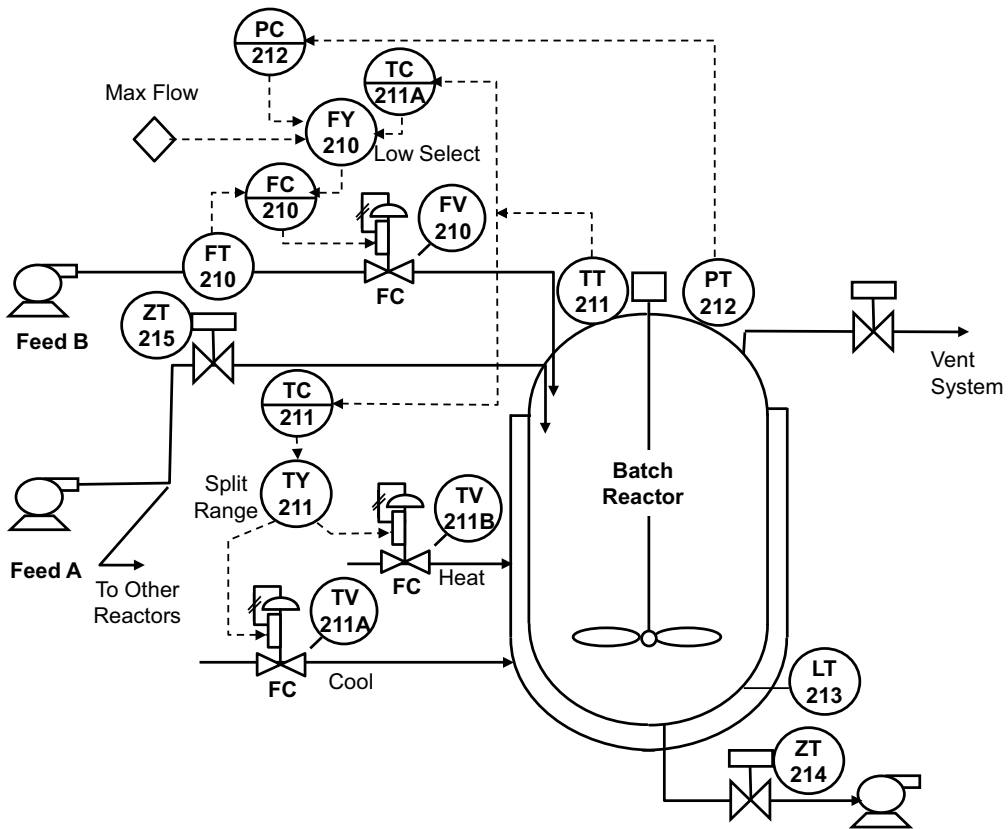 PC
212
TC
211A
Max Flow
FY
210
Low Select
FC
210
FV
210
FT
210
TT
211
PT
212
FC
ZT
215
Feed B
Vent
System
TC
211
Batch
Reactor
Split
Range
TY
211
TV
211B
Feed A
FC
Heat
To Other
Reactors
TV
211A
FC
Cool
LT
213
ZT
214